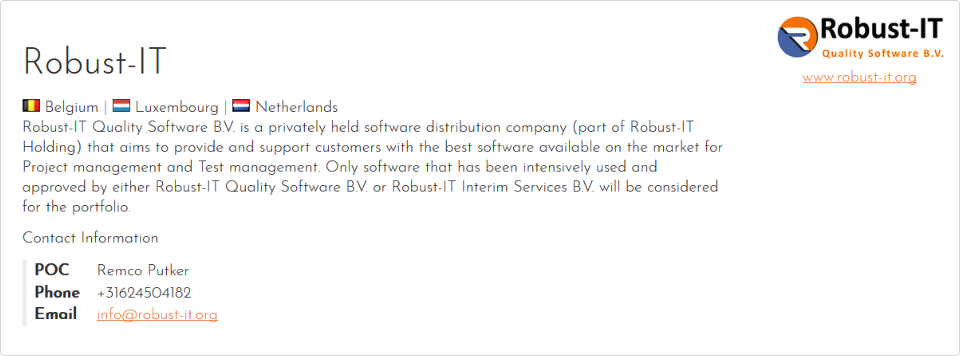 Robust-IT
Quality Software B.V.
www.robust-it.org
Robust-IT
Belgium | Luxembourg | Netherlands
Robust-IT Quality Software B.V. is a privately held software distribution company (part of Robust-IT
Holding) that aims to provide and support customers with the best software available on the market for
Project management and Test management. Only software that has been intensively used and
approved by either Robust-IT Quality Software B.V. or Robust-IT Interim Services B.V. will be considered
for the portfolio.
Contact Information
POC Remco Putker
Phone +31624504182
Email info@robust-it.org